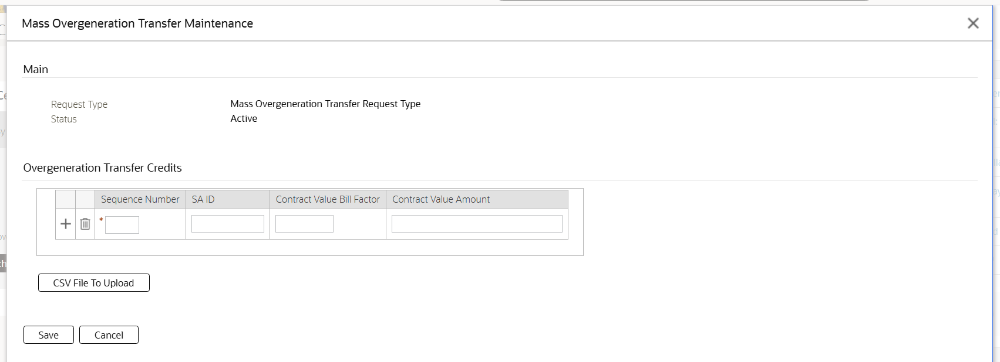 Mass Overgeneration Transfer Maintenance
Main
Request Type Mass Overgeneration Transfer Request Type
Status Active
Overgeneration Transfer Credits
Sequence Number SA ID Contract Value Bill Factor Contract Value Amount
*
CSV File To Upload
Save Cancel